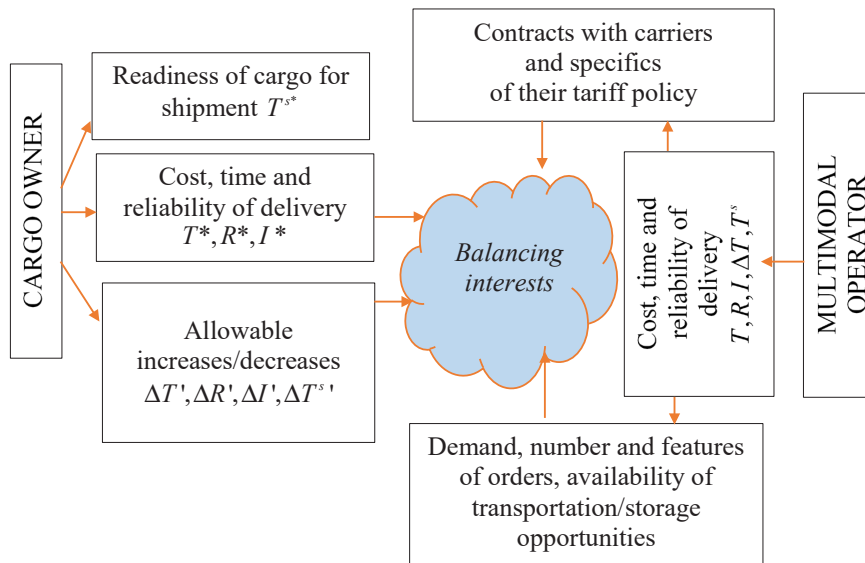 CARGO OWNER
Readiness of cargo for
shipment T^{s*}
Cost, time and
reliability of delivery
T*, R*, I*
Allowable
increases/decreases
ΔT', ΔR', ΔI', ΔT^{s}'
Balancing
interests
Contracts with carriers
and specifics
of their tariff policy
Cost, time and
reliability of
delivery
T, R, I, ΔT, T^{s}
Demand, number and features
of orders, availability of
transportation/storage
opportunities
MULTIMODAL
OPERATOR